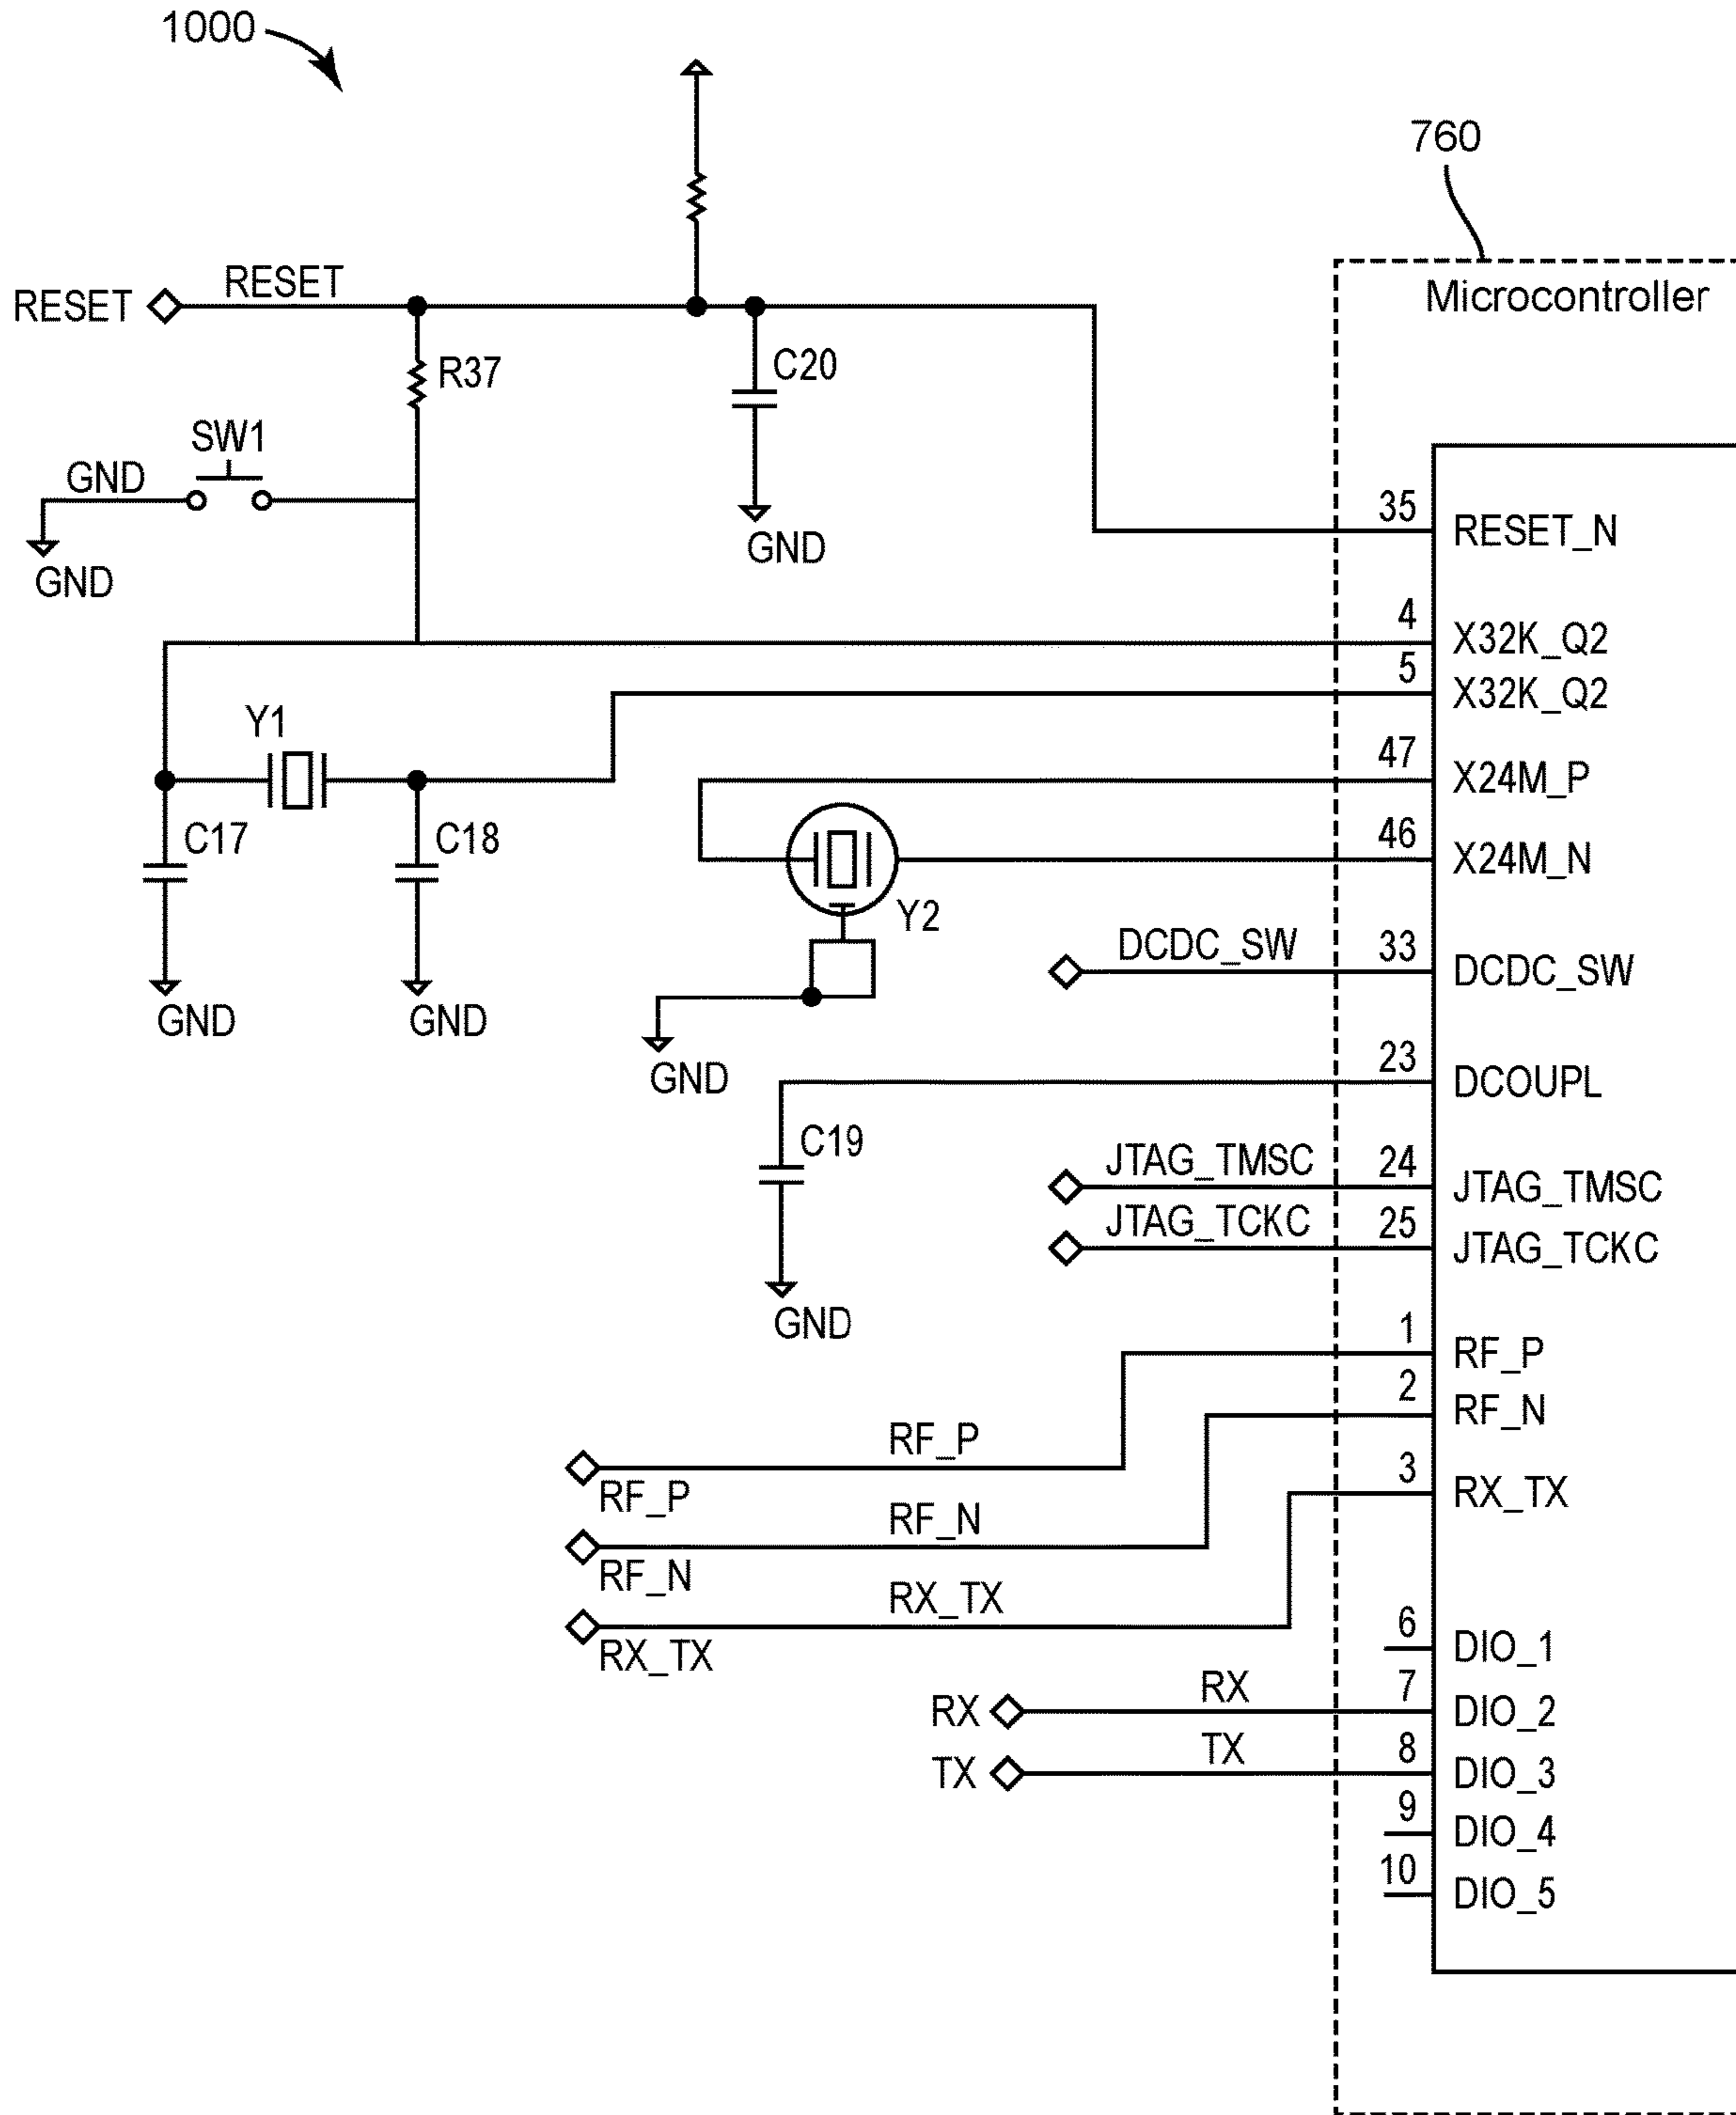 1000
760
Microcontroller
RESET
RESET
R37
C20
SW1
GND
GND
GND
35
RESET_N
4
X32K_Q2
5
X32K_Q2
Y1
47
X24M_P
C17
C18
46
X24M_N
Y2
DCDC_SW
33
DCDC_SW
GND
GND
GND
23
DCOUPL
C19
JTAG_TMSC
24
JTAG_TMSC
JTAG_TCKC
25
JTAG_TCKC
GND
1
RF_P
2
RF_N
RF_P
RF_P
3
RX_TX
RF_N
RF_N
RX_TX
RX_TX
6
DIO_1
RX
RX
7
DIO_2
TX
TX
8
DIO_3
9
DIO_4
10
DIO_5